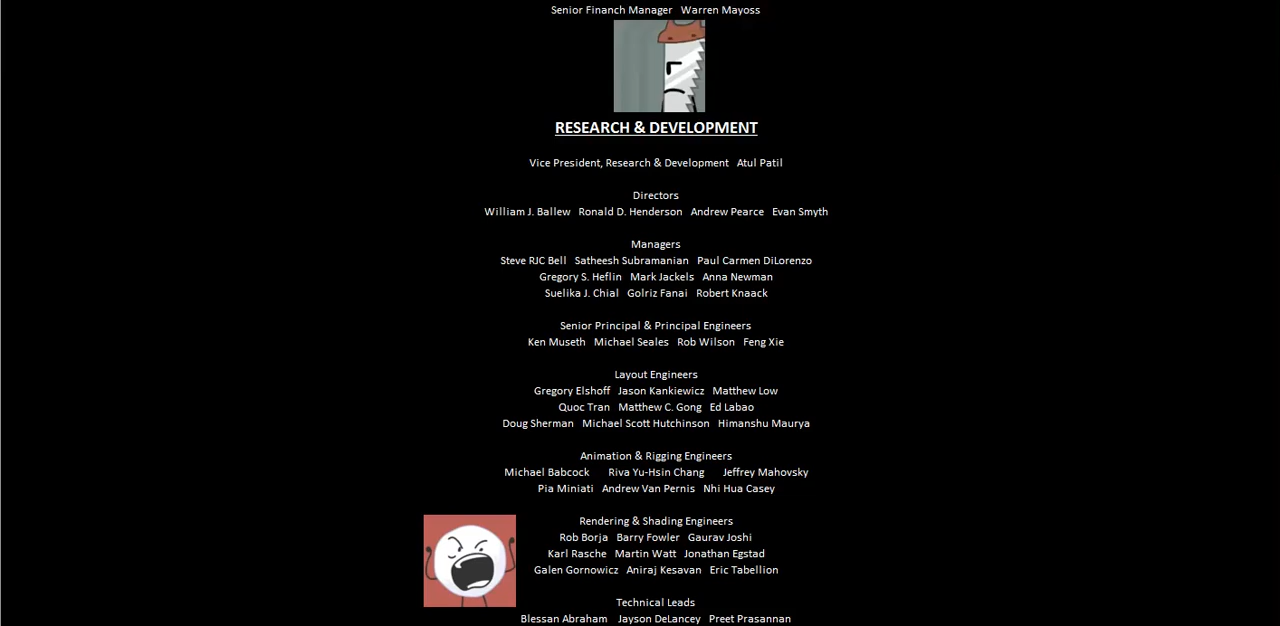 Senior Financh Manager Warren Mayoss
RESEARCH & DEVELOPMENT
Vice President, Research & Development Atul Patil
Directors
William J. Ballew Ronald D. Henderson Andrew Pearce Evan Smyth
Managers
Steve RJC Bell Satheesh Subramanian Paul Carmen DiLorenzo
Gregory S. Heflin Mark Jackels Anna Newman
Suelika J. Chial Golriz Fanai Robert Knaack
Senior Principal & Principal Engineers
Ken Museth Michael Seales Rob Wilson Feng Xie
Layout Engineers
Gregory Elshoff Jason Kankiewicz Matthew Low
Quoc Tran Matthew C. Gong Ed Labao
Doug Sherman Michael Scott Hutchinson Himanshu Maurya
Animation & Rigging Engineers
Michael Babcock Riva Yu-Hsin Chang Jeffrey Mahovsky
Pia Miniati Andrew Van Pernis Nhi Hua Casey
Rendering & Shading Engineers
Rob Borja Barry Fowler Gaurav Joshi
Karl Rasche Martin Watt Jonathan Egstad
Galen Gornowicz Aniraj Kesavan Eric Tabellion
Technical Leads
Blessan Abraham Jayson DeLancey Preet Prasannan